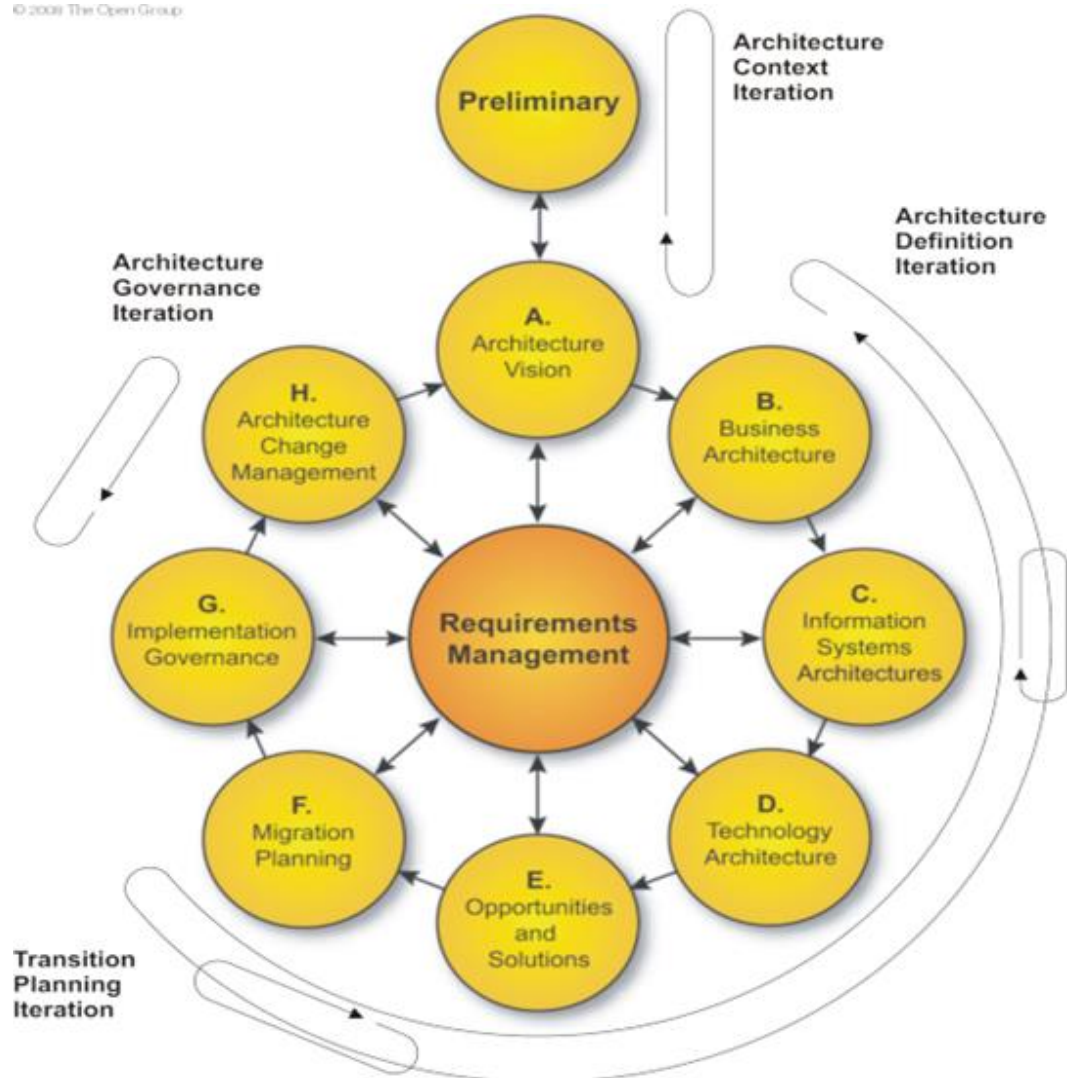 © 2008 The Open Group
Preliminary
Architecture
Context
Iteration
Architecture
Definition
Iteration
Architecture
Governance
Iteration
A.
Architecture
Vision
H.
Architecture
Change
Management
B.
Business
Architecture
G.
Implementation
Governance
Requirements
Management
C.
Information
Systems
Architectures
F.
Migration
Planning
D.
Technology
Architecture
E.
Opportunities
and
Solutions
Transition
Planning
Iteration